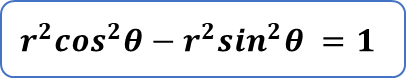 r²cos²θ − r²sin²θ = 1